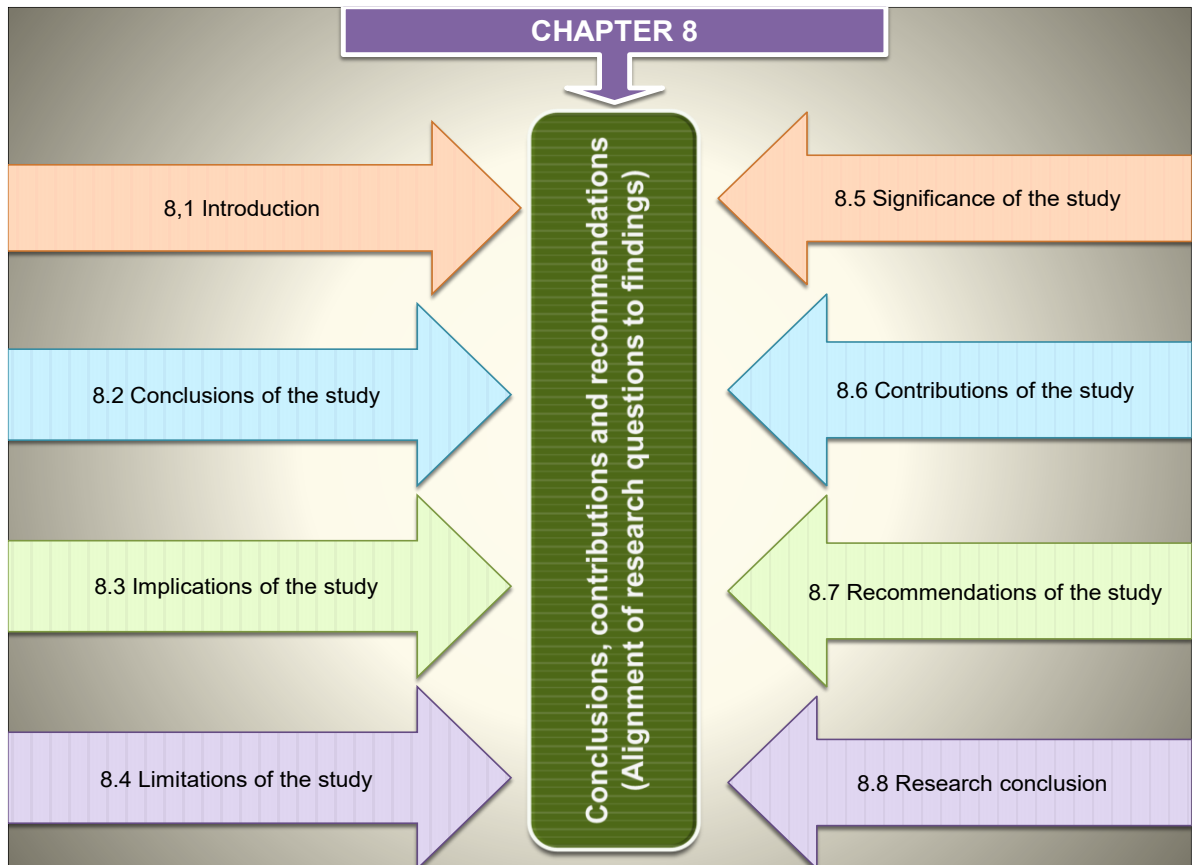 CHAPTER 8
Conclusions, contributions and recommendations
(Alignment of research questions to findings)
8,1 Introduction
8.2 Conclusions of the study
8.3 Implications of the study
8.4 Limitations of the study
8.5 Significance of the study
8.6 Contributions of the study
8.7 Recommendations of the study
8.8 Research conclusion